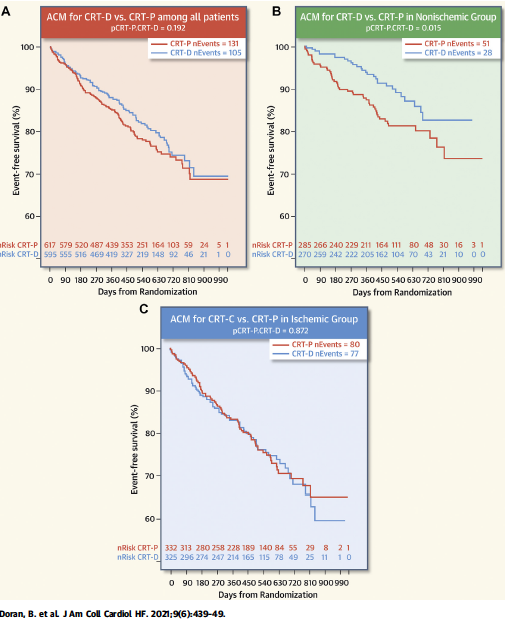 A
ACM for CRT-D vs. CRT-P among all patients
pCRT-P.CRT-D = 0.192
CRT-P nEvents = 131
CRT-D nEvents = 105
Event-free survival (%)
100
90
80
70
60
nRisk CRT-P 617 579 520 487 439 353 251 164 103 59 24 5 1
nRisk CRT-D 595 555 516 469 419 327 219 148 92 46 21 1 0
0 90 180 270 360 450 540 630 720 810 900 990
Days from Randomization
B
ACM for CRT-D vs. CRT-P in Nonischemic Group
pCRT-P.CRT-D = 0.015
CRT-P nEvents = 51
CRT-D nEvents = 28
Event-free survival (%)
100
90
80
70
60
nRisk CRT-P 285 266 240 229 211 164 111 80 48 30 16 3 1
nRisk CRT-D 270 259 242 222 205 162 104 70 43 21 10 0 0
0 90 180 270 360 450 540 630 720 810 900 990
Days from Randomization
C
ACM for CRT-C vs. CRT-P in Ischemic Group
pCRT-P.CRT-D = 0.872
CRT-P nEvents = 80
CRT-D nEvents = 77
Event-free survival (%)
100
90
80
70
60
nRisk CRT-P 332 313 280 258 228 189 140 84 55 29 8 2 1
nRisk CRT-D 325 296 274 247 214 165 115 78 49 25 11 1 0
0 90 180 270 360 450 540 630 720 810 900 990
Days from Randomization
Doran, B. et al. J Am Coll Cardiol HF. 2021;9(6):439-49.